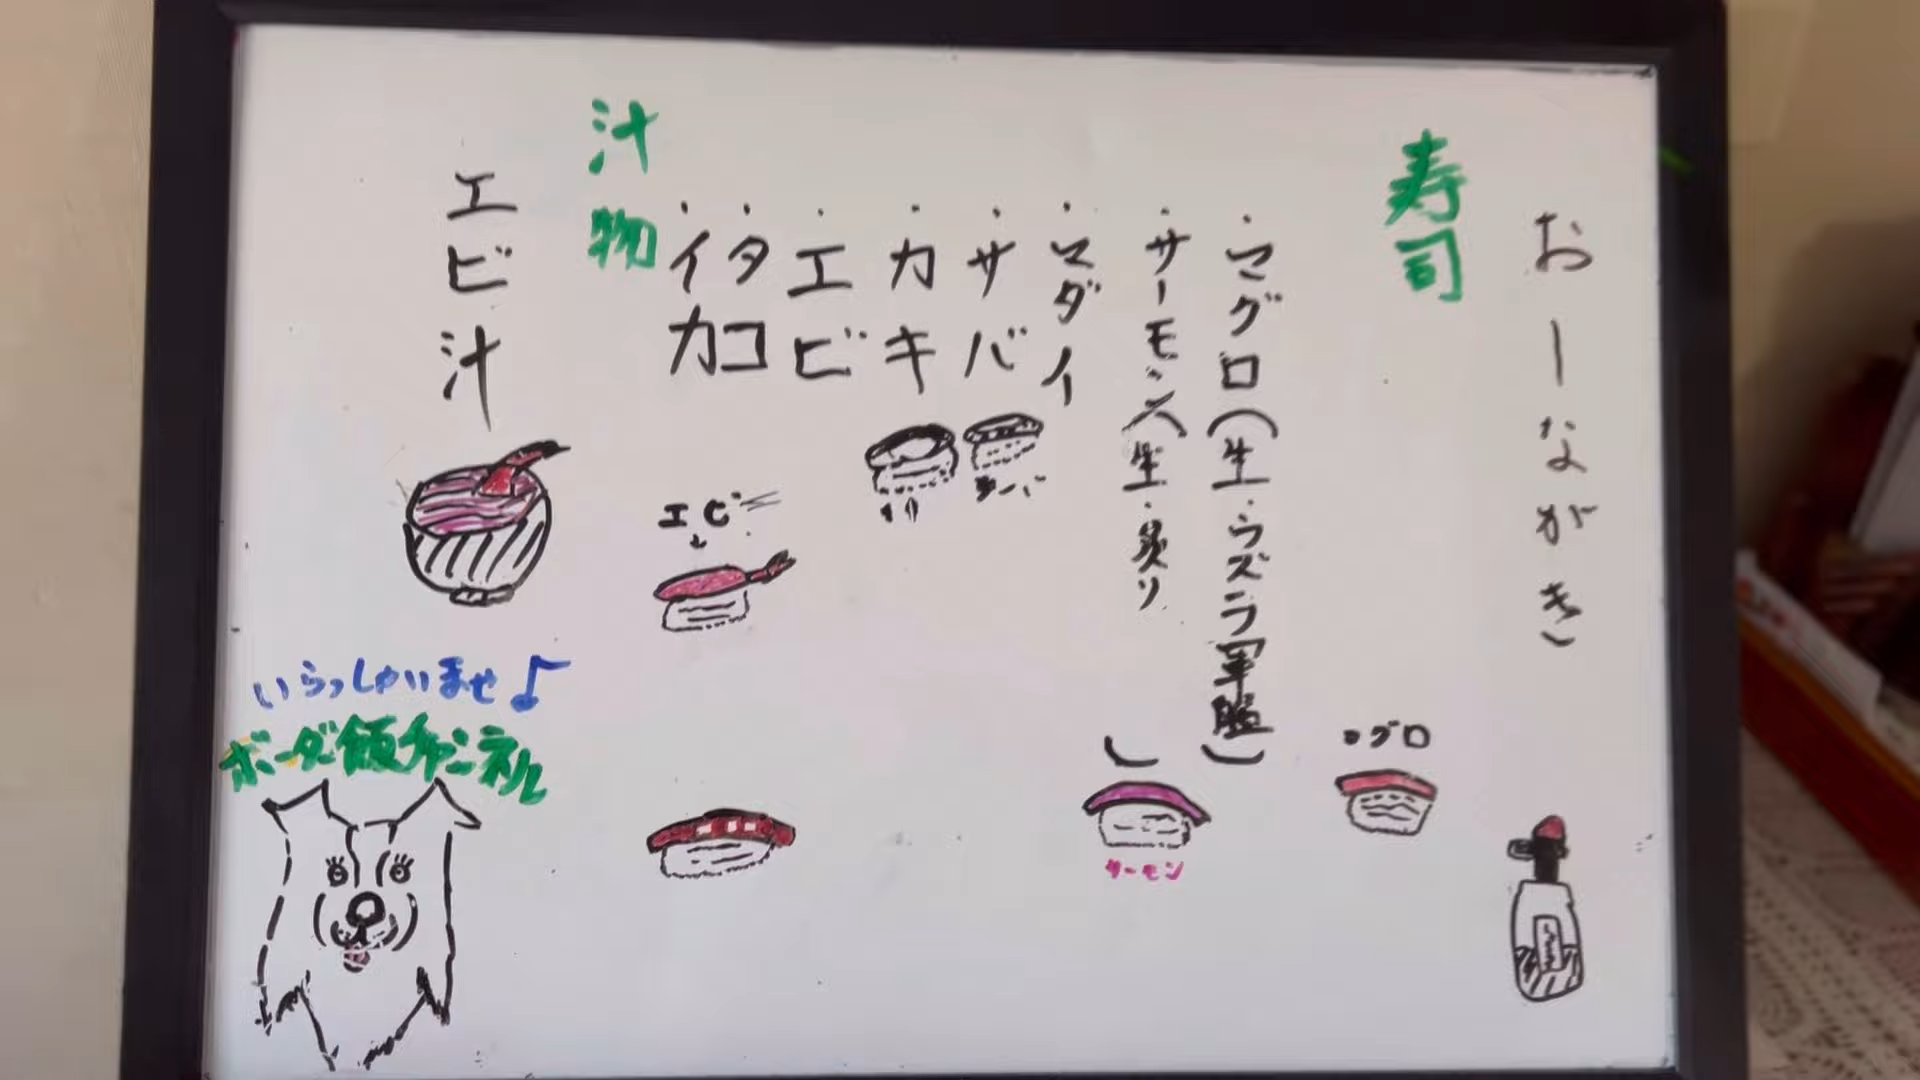 おーながき
寿司
・マグロ(生・ウズラ軍艦)
・サーモン(生・炙り)
・マダイ
・サバ
・カキ
・エビ
・タコ
・イカ
汁物
エビ汁
エビ
サーモン
いらっしゃいませ♪
ボーダー飯チャンネル